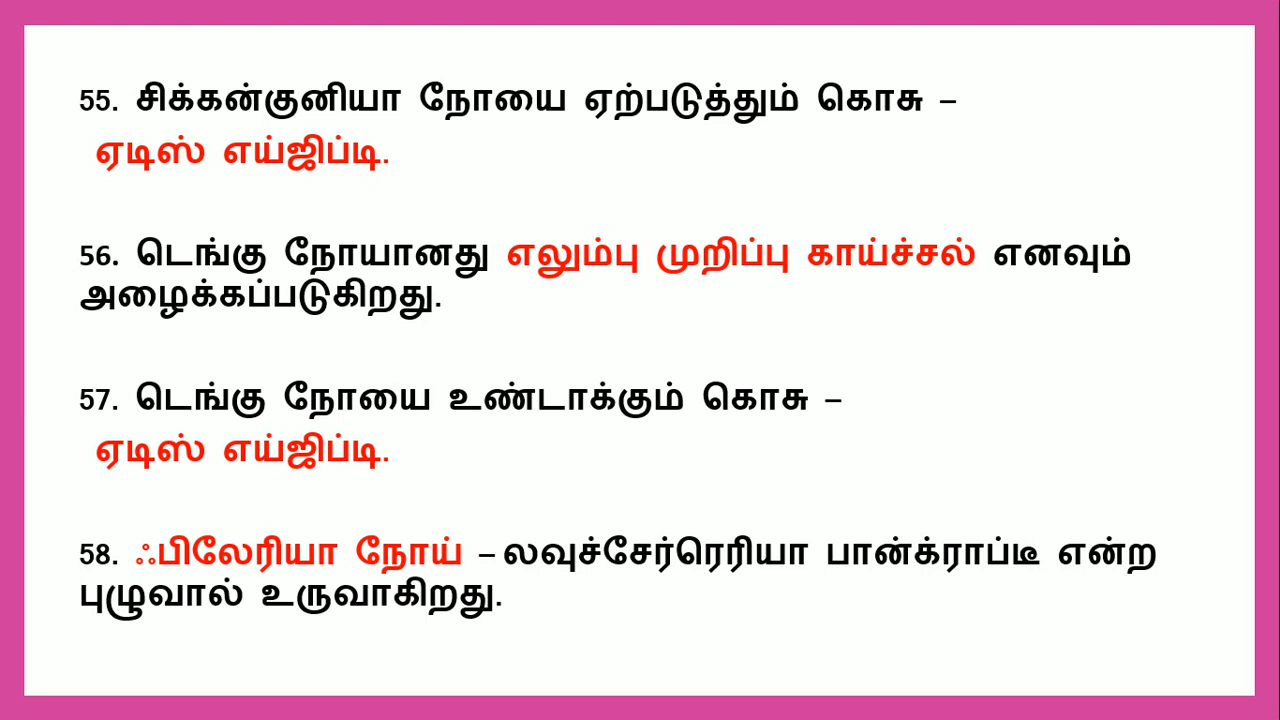 55. சிக்கன்குனியா நோயை ஏற்படுத்தும் கொசு –
ஏடிஸ் எய்ஜிப்டி.
56. டெங்கு நோயானது எலும்பு முறிப்பு காய்ச்சல் எனவும்
அழைக்கப்படுகிறது.
57. டெங்கு நோயை உண்டாக்கும் கொசு –
ஏடிஸ் எய்ஜிப்டி.
58. ஃபிலேரியா நோய் – லவுச்சேர்ரெரியா பான்க்ராப்டீ என்ற
புழுவால் உருவாகிறது.